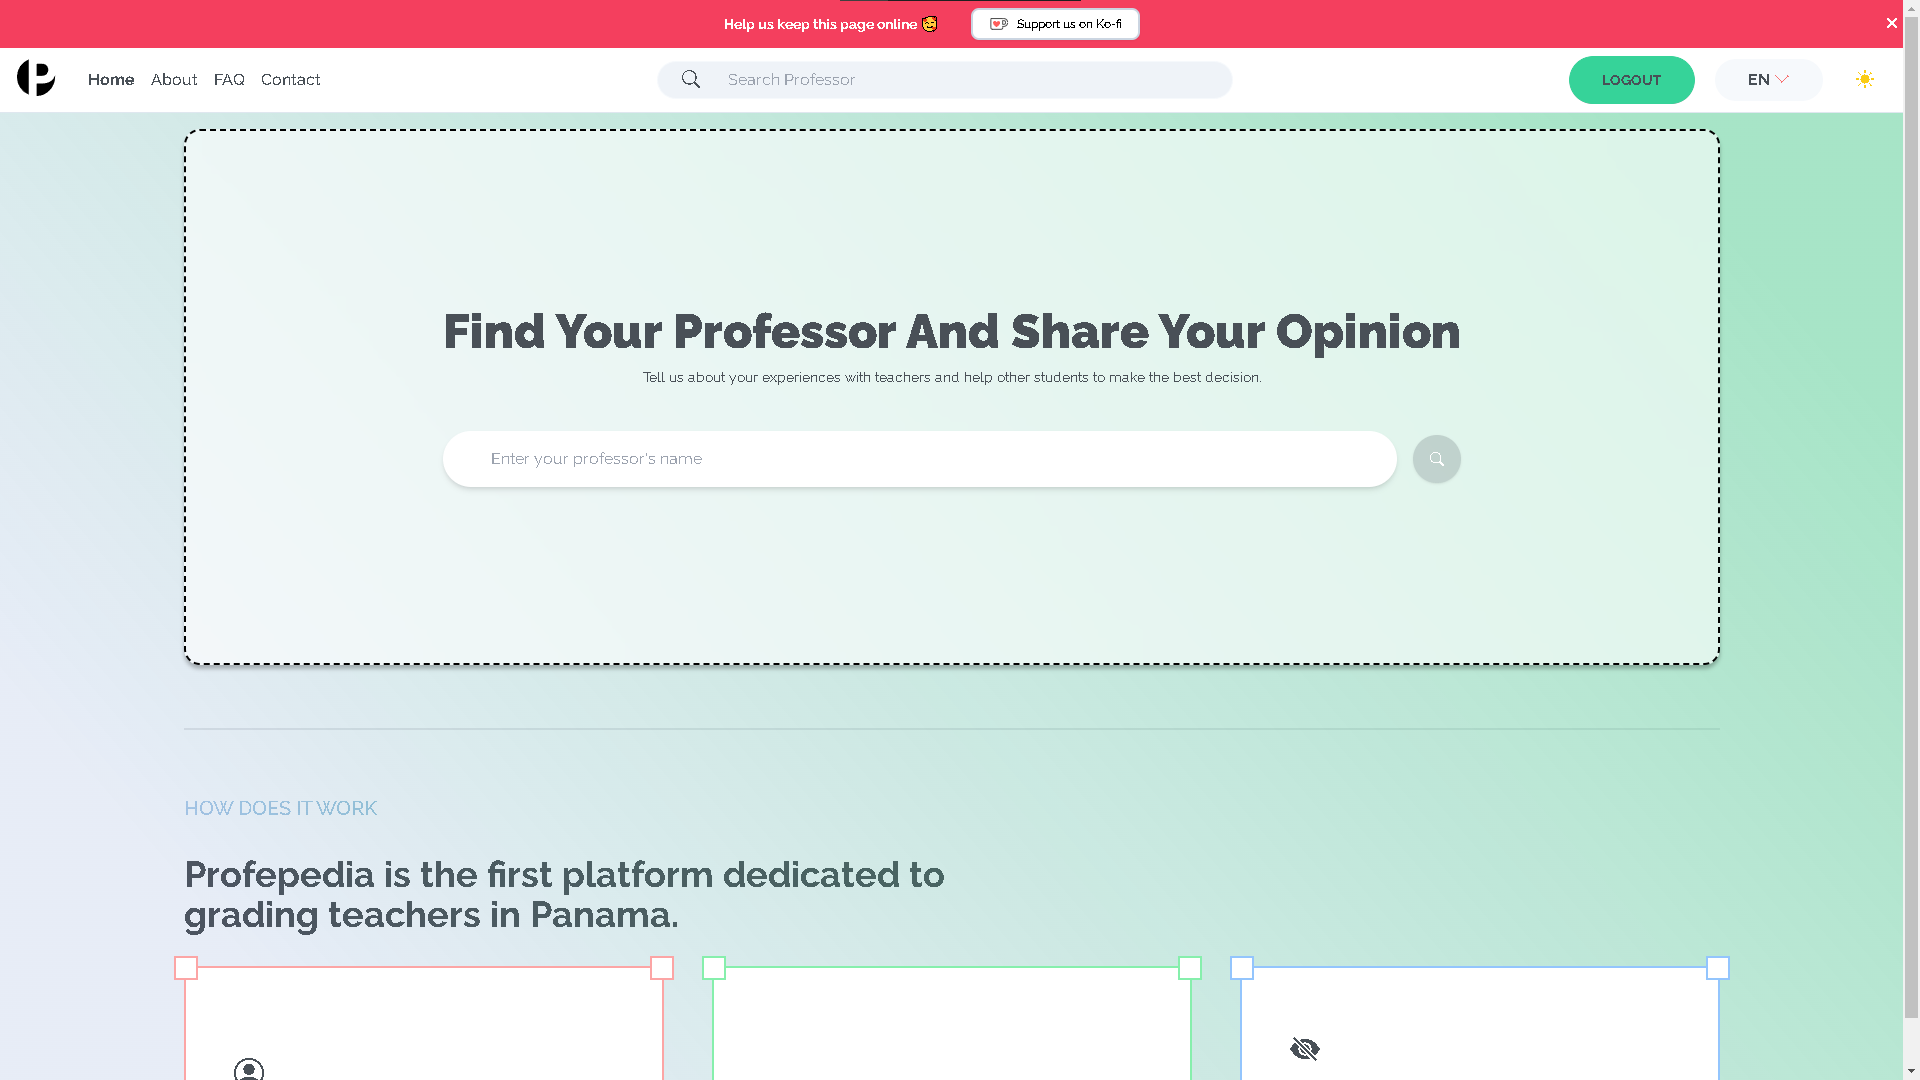 Help us keep this page online 🥰
Support us on Ko-fi
Home About FAQ Contact
Search Professor
LOGOUT
EN
Find Your Professor And Share Your Opinion
Tell us about your experiences with teachers and help other students to make the best decision.
Enter your professor's name
HOW DOES IT WORK
Profepedia is the first platform dedicated to
grading teachers in Panama.